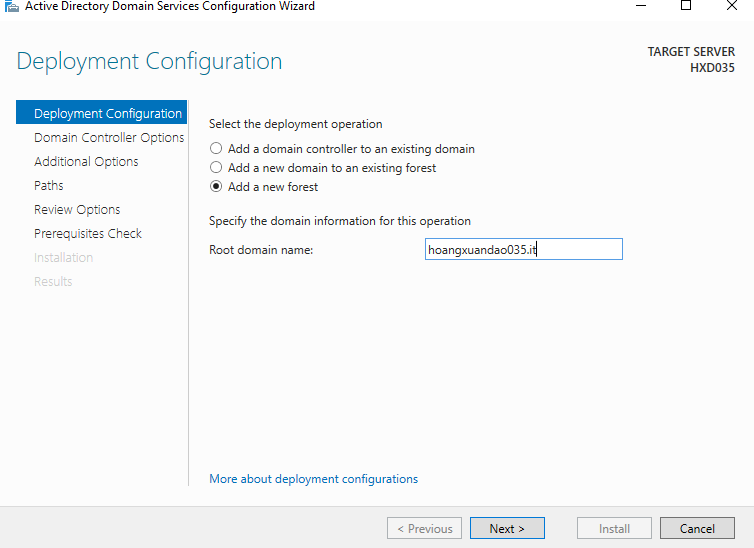 Active Directory Domain Services Configuration Wizard
Deployment Configuration
TARGET SERVER
HXD035
Deployment Configuration
Domain Controller Options
Additional Options
Paths
Review Options
Prerequisites Check
Installation
Results
Select the deployment operation
Add a domain controller to an existing domain
Add a new domain to an existing forest
Add a new forest
Specify the domain information for this operation
Root domain name: hoangxuandao035.it
More about deployment configurations
< Previous Next > Install Cancel